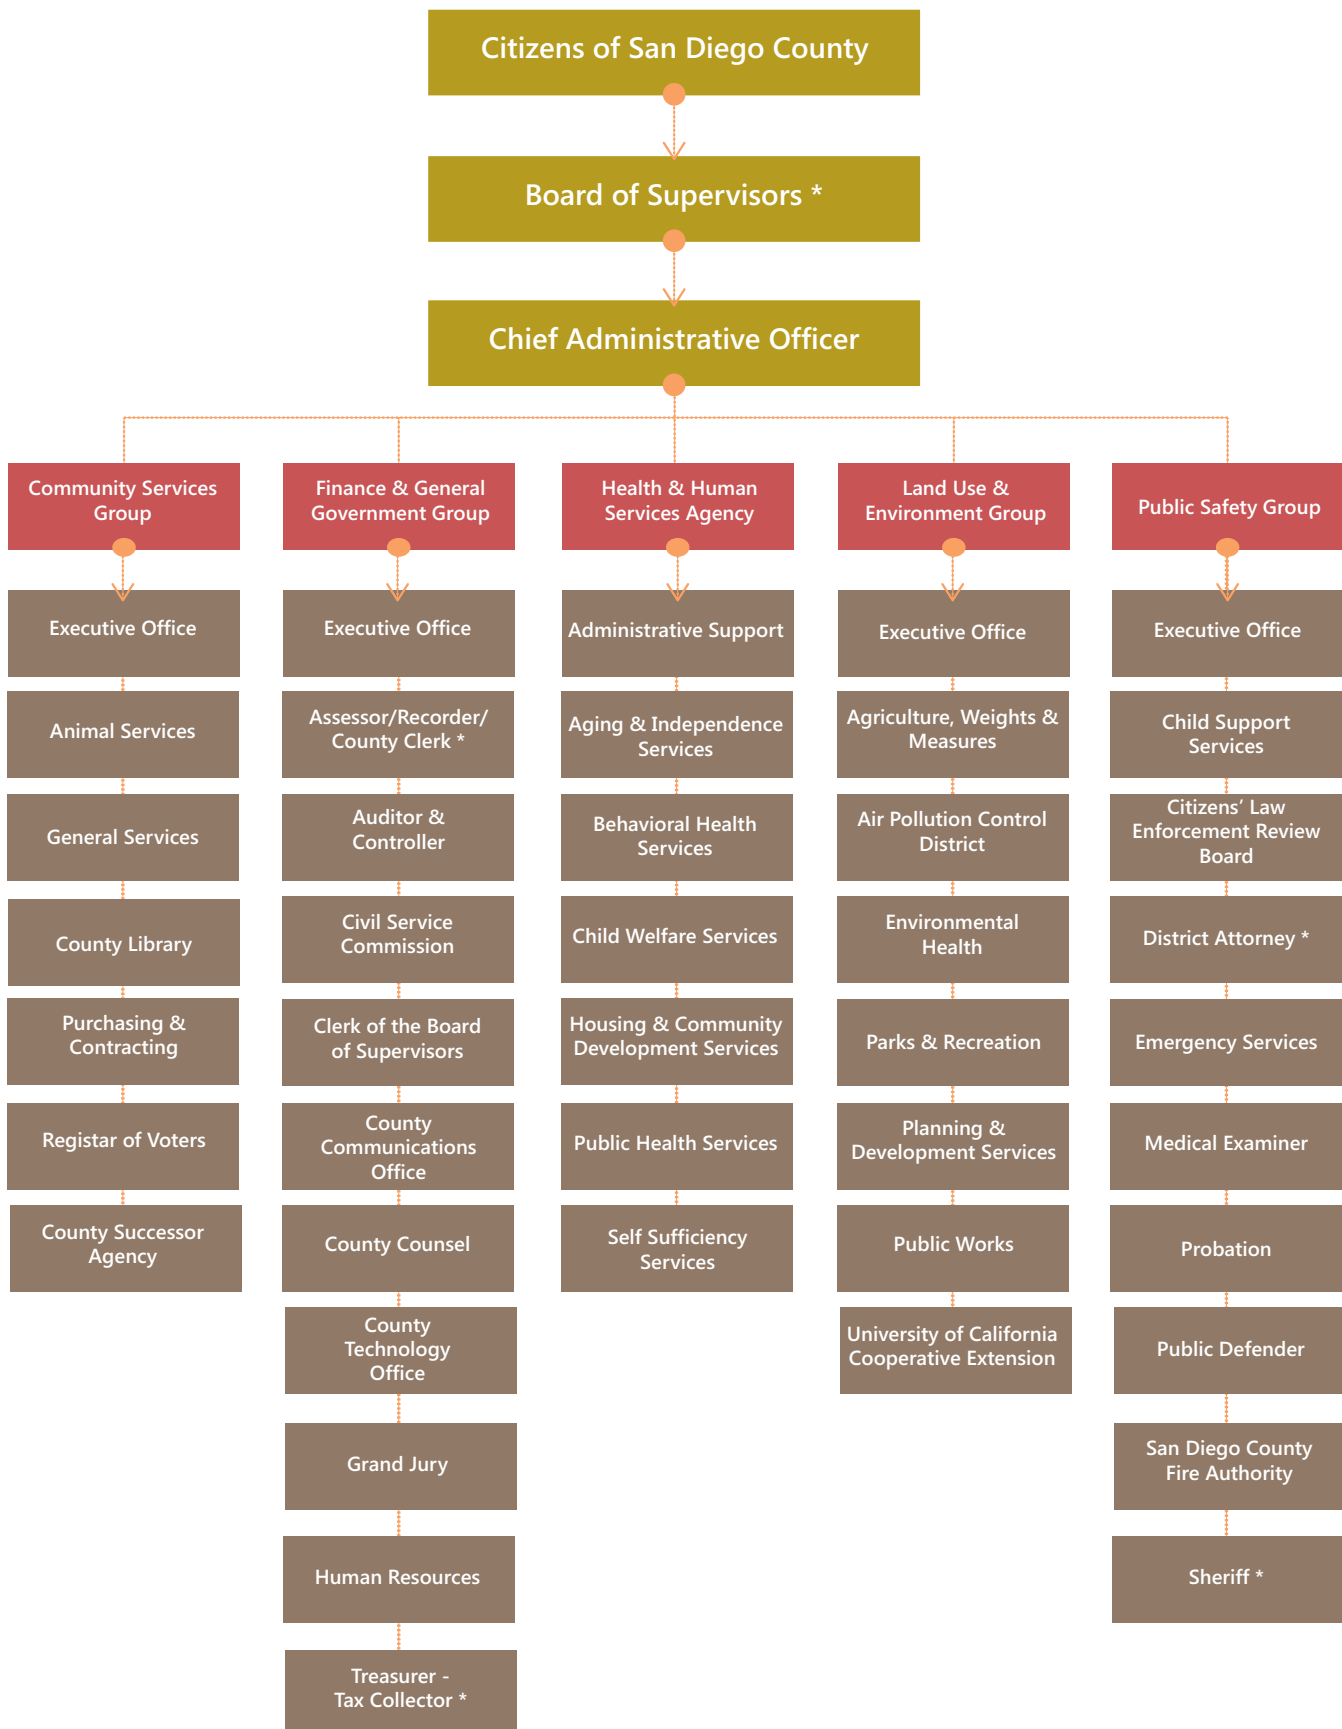 Citizens of San Diego County
Board of Supervisors *
Chief Administrative Officer
Community Services
Group
Executive Office
Animal Services
General Services
County Library
Purchasing &
Contracting
Registar of Voters
County Successor
Agency
Finance & General
Government Group
Executive Office
Assessor/Recorder/
County Clerk *
Auditor &
Controller
Civil Service
Commission
Clerk of the Board
of Supervisors
County
Communications
Office
County Counsel
County
Technology
Office
Grand Jury
Human Resources
Treasurer -
Tax Collector *
Health & Human
Services Agency
Administrative Support
Aging & Independence
Services
Behavioral Health
Services
Child Welfare Services
Housing & Community
Development Services
Public Health Services
Self Sufficiency
Services
Land Use &
Environment Group
Executive Office
Agriculture, Weights &
Measures
Air Pollution Control
District
Environmental
Health
Parks & Recreation
Planning &
Development Services
Public Works
University of California
Cooperative Extension
Public Safety Group
Executive Office
Child Support
Services
Citizens’ Law
Enforcement Review
Board
District Attorney *
Emergency Services
Medical Examiner
Probation
Public Defender
San Diego County
Fire Authority
Sheriff *